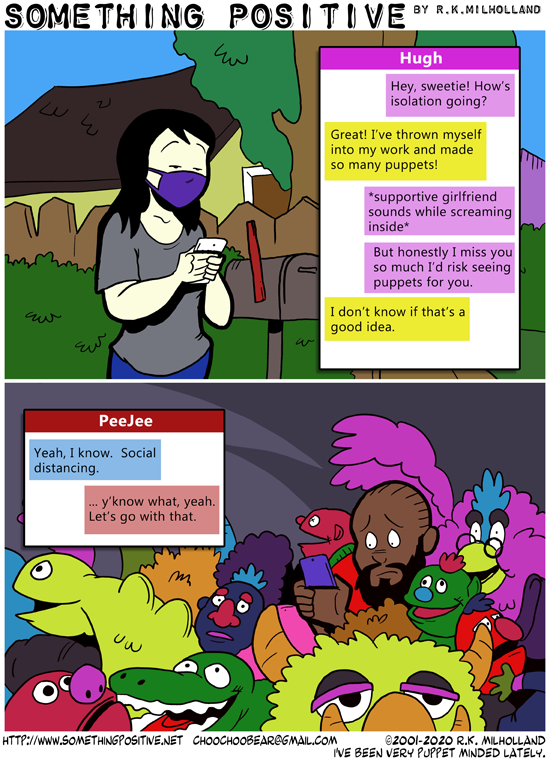 SOMETHING POSITIVE BY R.K.MILHOLLAND
Hugh
Hey, sweetie! How's
isolation going?
Great! I've thrown myself
into my work and made
so many puppets!
*supportive girlfriend
sounds while screaming
inside*
But honestly I miss you
so much I'd risk seeing
puppets for you.
I don't know if that's a
good idea.
PeeJee
Yeah, I know. Social
distancing.
... y'know what, yeah.
Let's go with that.
HTTP://WWW.SOMETHINGPOSITIVE.NET CHOOCHOOBEAR@GMAIL.COM ©2001-2020 R.K. MILHOLLAND
I'VE BEEN VERY PUPPET MINDED LATELY.